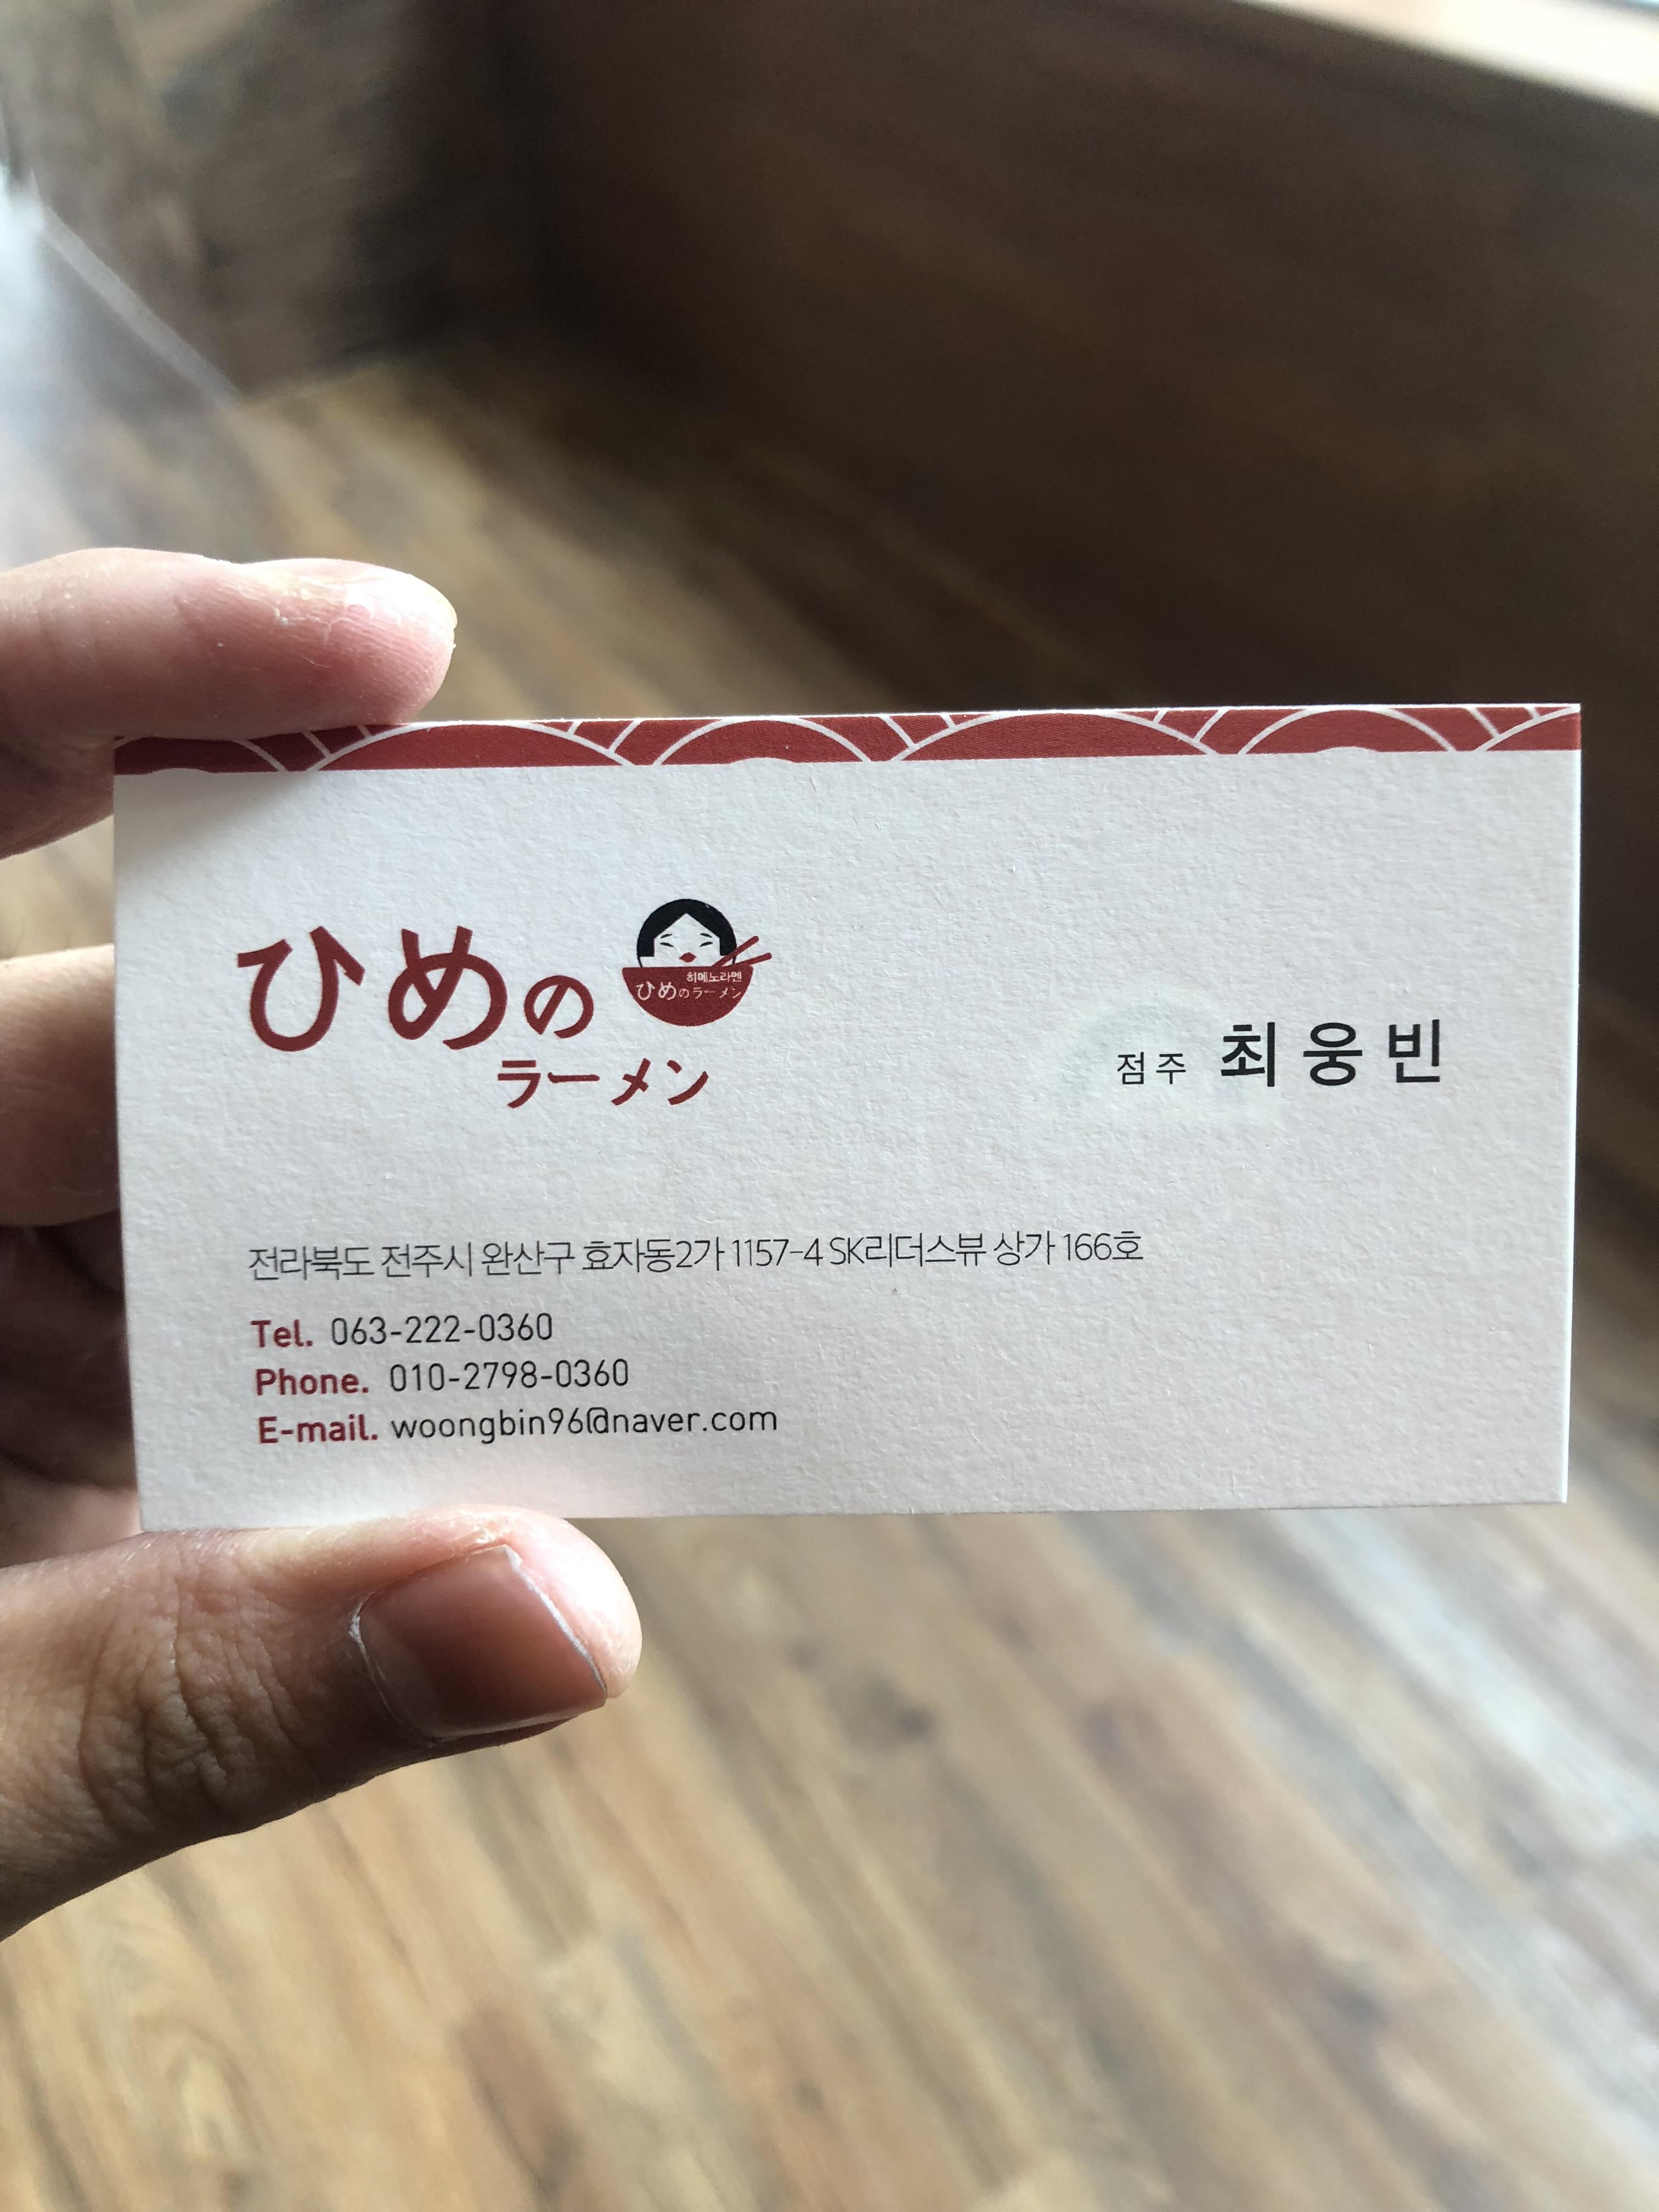 ひめの
히메노라멘
ひめのラーメン
ラーメン
점주 최웅빈
전라북도 전주시 완산구 효자동2가 1157-4 SK리더스뷰 상가 166호
Tel. 063-222-0360
Phone. 010-2798-0360
E-mail. woongbin96@naver.com